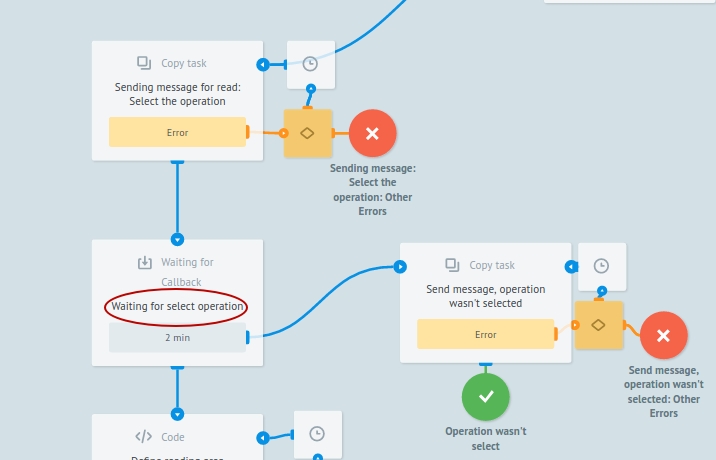 Copy task
Sending message for read:
Select the operation
Error
Sending message:
Select the
operation: Other
Errors
Waiting for
Callback
Waiting for select operation
2 min
Copy task
Send message, operation
wasn't selected
Error
Send message,
operation wasn't
selected: Other
Errors
Operation wasn't
select
Code